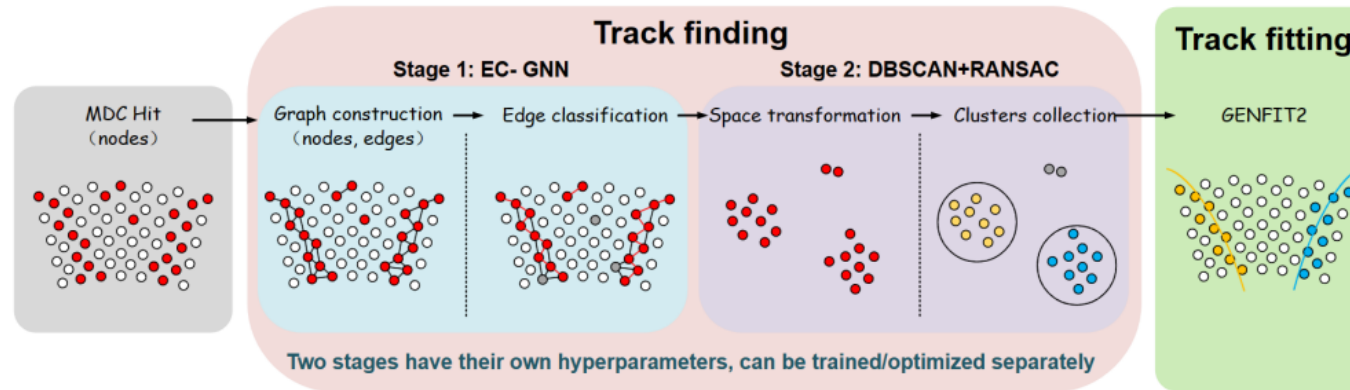 Track finding
Track fitting
Stage 1: EC- GNN
Stage 2: DBSCAN+RANSAC
MDC Hit
（nodes）
Graph construction
(nodes, edges)
Edge classification
Space transformation
Clusters collection
GENFIT2
Two stages have their own hyperparameters, can be trained/optimized separately